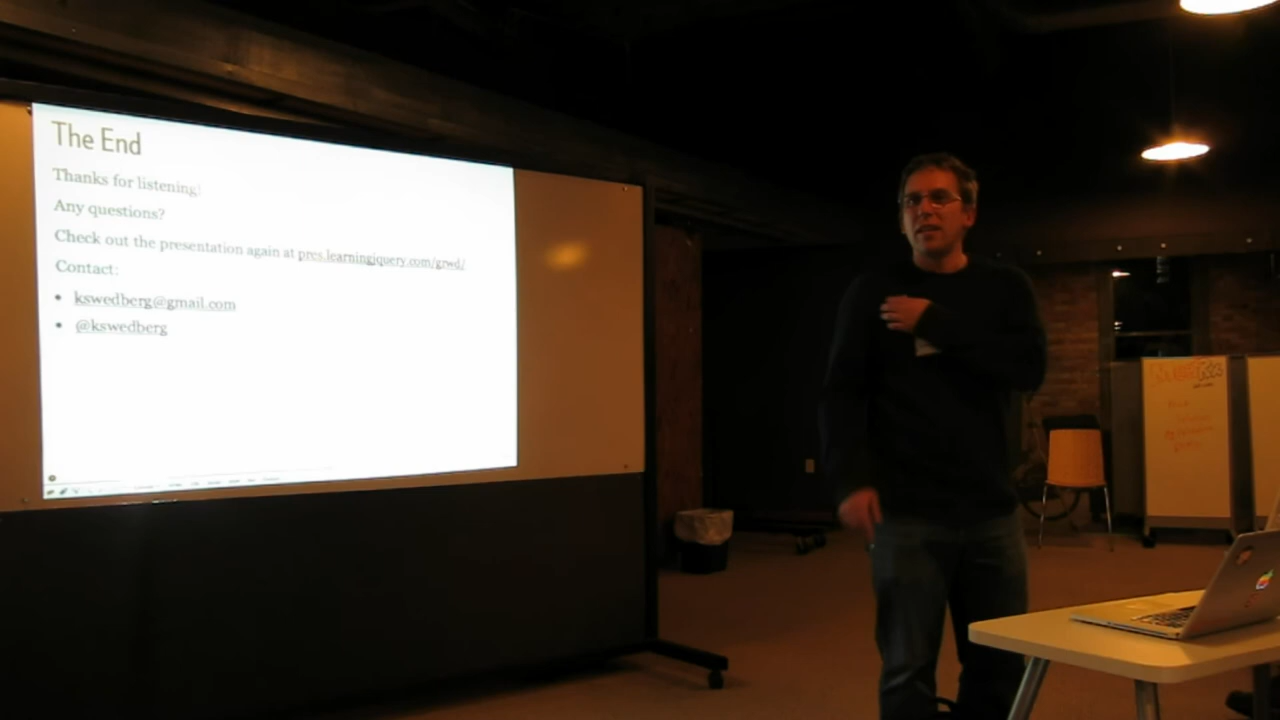 The End
Thanks for listening!
Any questions?
Check out the presentation again at pres.learningjquery.com/grwd/
Contact:
• kswedberg@gmail.com
• @kswedberg